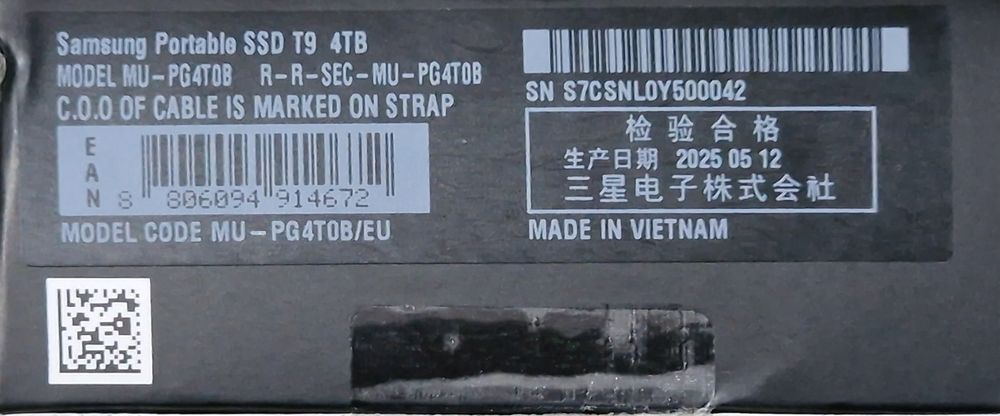 Samsung Portable SSD T9 4TB
MODEL MU-PG4T0B R-R-SEC-MU-PG4T0B
C.O.O OF CABLE IS MARKED ON STRAP
EAN
8 806094 914672
MODEL CODE MU-PG4T0B/EU
SN S7CSNL0Y500042
检验合格
生产日期 2025 05 12
三星电子株式会社
MADE IN VIETNAM